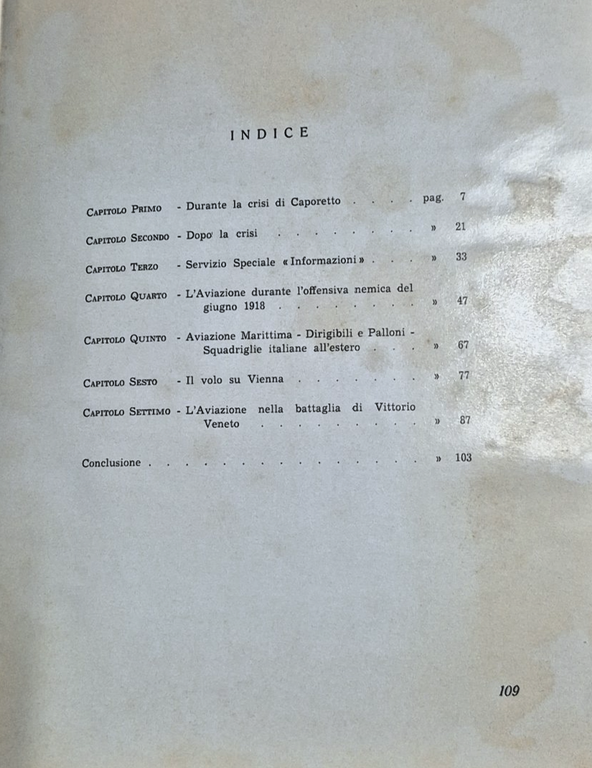 INDICE
CAPITOLO PRIMO - Durante la crisi di Caporetto . . . . pag. 7
CAPITOLO SECONDO - Dopo la crisi . . . . . . . » 21
CAPITOLO TERZO - Servizio Speciale «Informazioni» . . . » 33
CAPITOLO QUARTO - L'Aviazione durante l'offensiva nemica del
giugno 1918 . . . . . . . » 47
CAPITOLO QUINTO - Aviazione Marittima - Dirigibili e Palloni -
Squadriglie italiane all'estero . . . » 67
CAPITOLO SESTO - Il volo su Vienna . . . . . . . » 77
CAPITOLO SETTIMO - L'Aviazione nella battaglia di Vittorio
Veneto . . . . . . . . » 87
Conclusione . . . . . . . . . . . . . . . » 103
109